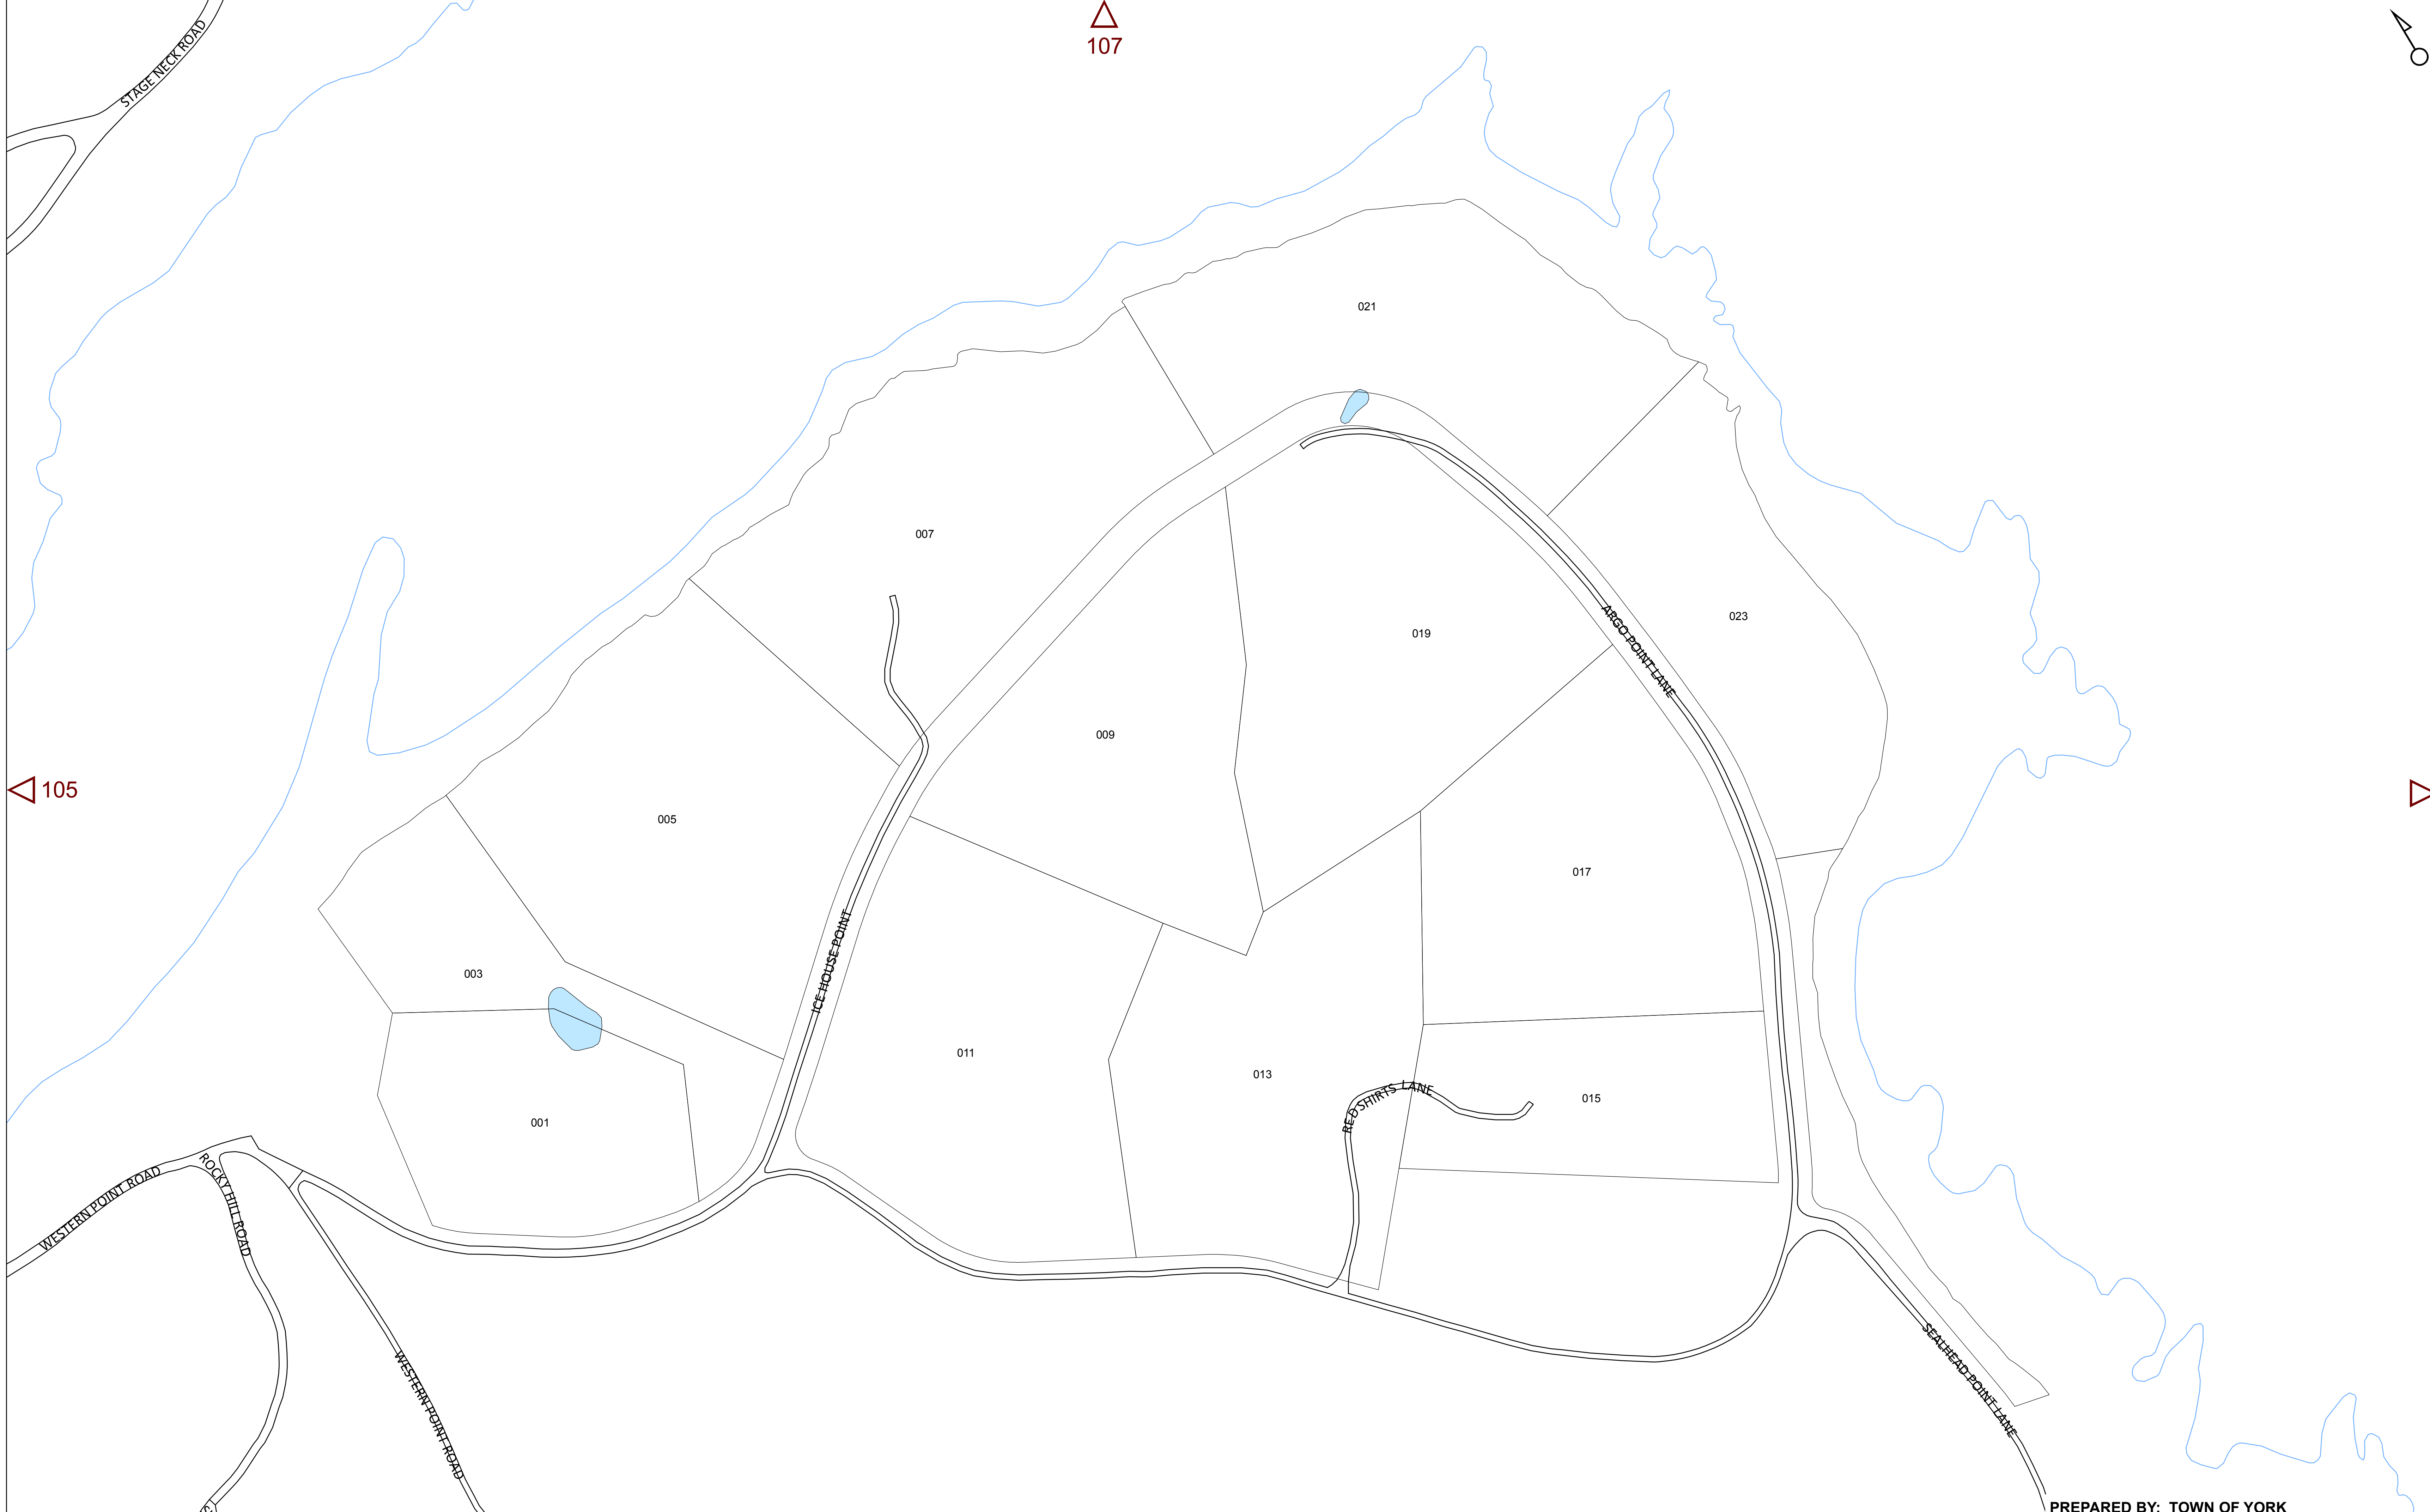 STAGE NECK ROAD
107
021
007
019
023
ARGO POINT LANE
009
105
005
017
003
ICE HOUSE POINT
011
013
RED SHIRTS LANE
015
001
WESTERN POINT ROAD
ROCKY HILL ROAD
WESTERN POINT ROAD
SEALHEAD POINT LANE
PREPARED BY: TOWN OF YORK